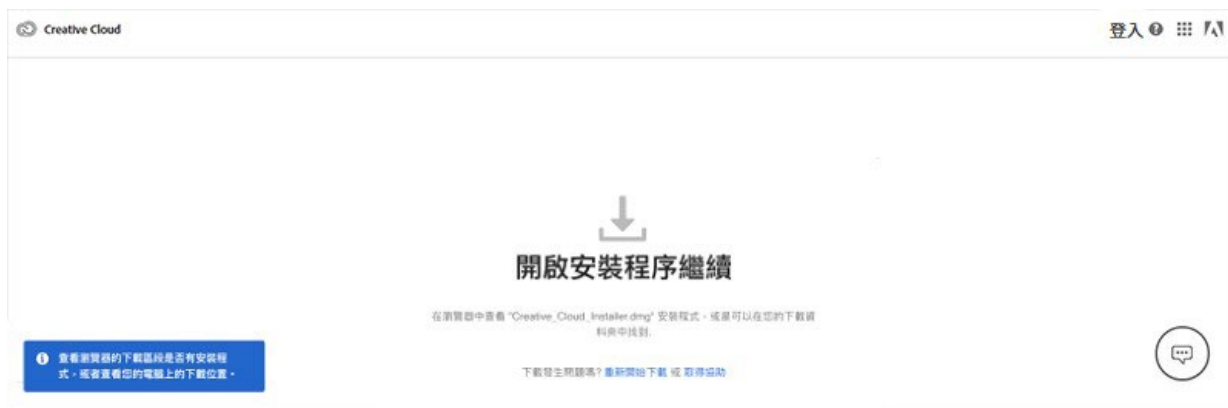 Creative Cloud
登入
開啟安裝程序繼續
在瀏覽器中查看 "Creative_Cloud_Installer.dmg" 安裝程式，或是可以在您的下載資
料夾中找到.
查看瀏覽器的下載區段是否有安裝程
式，或者查看您的電腦上的下載位置。
下載發生問題嗎? 重新開始下載 或 取得協助